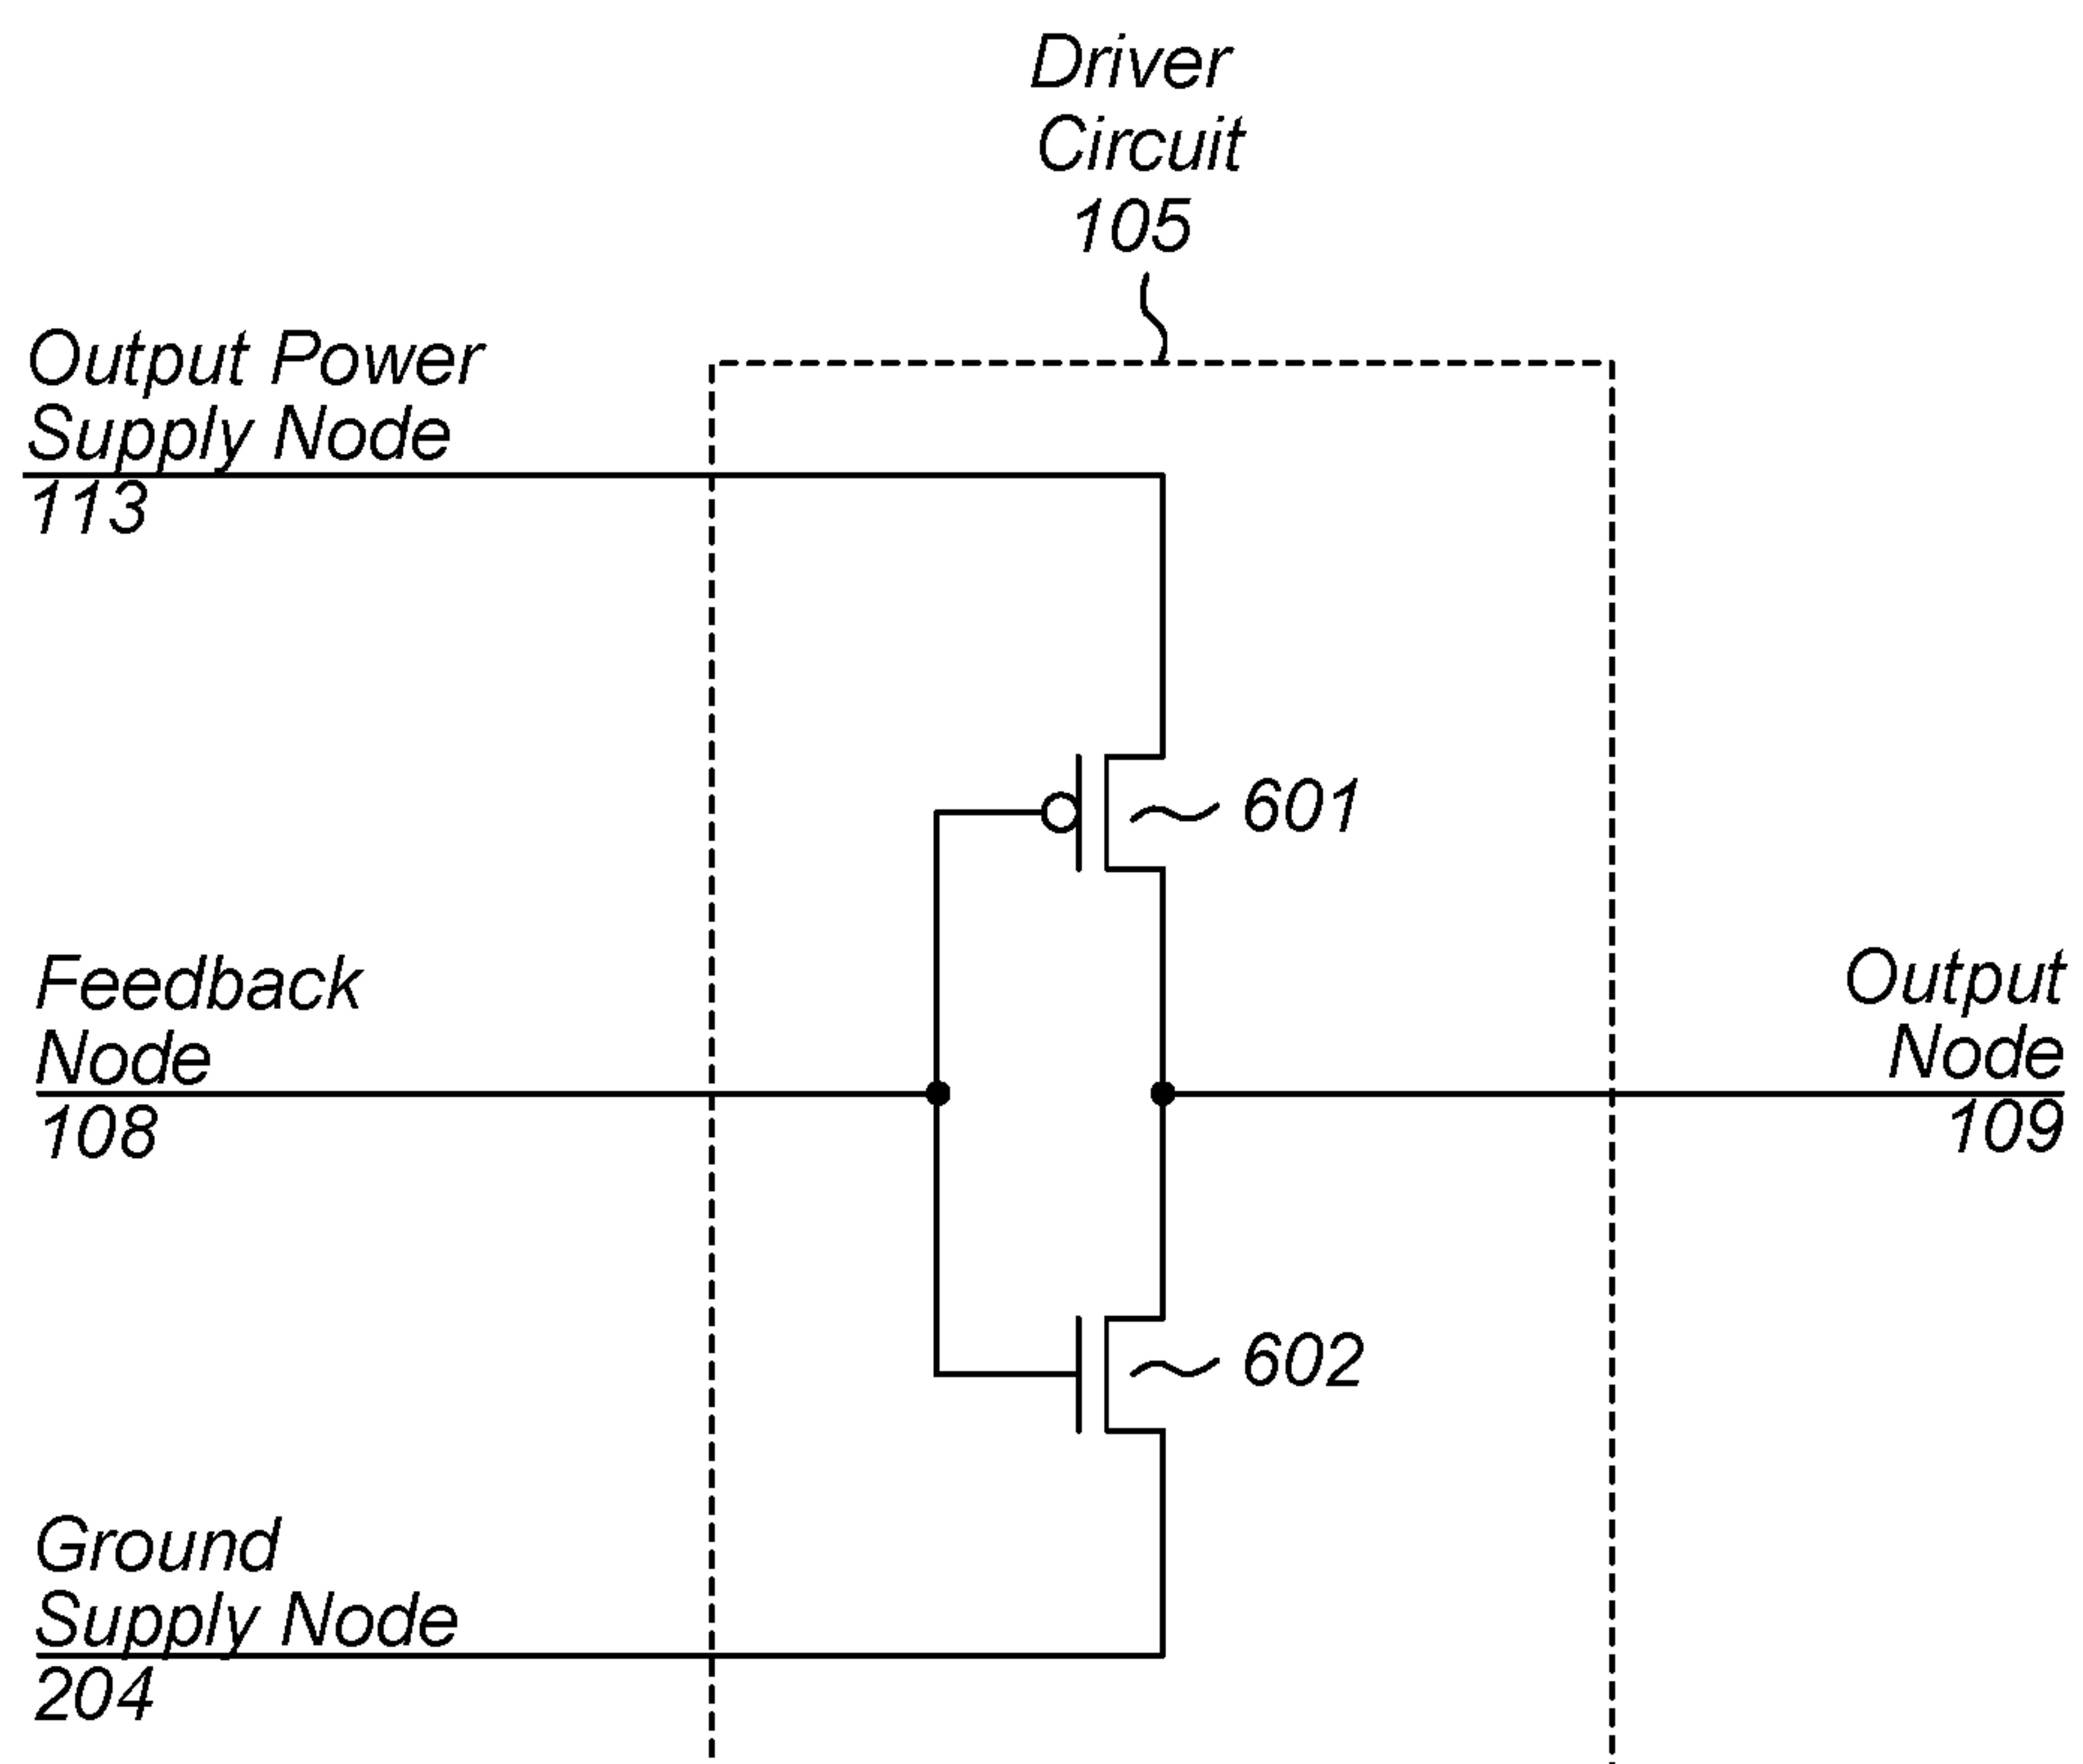 Driver
Circuit
105
Output Power
Supply Node
113
601
Feedback
Node
108
Output
Node
109
602
Ground
Supply Node
204